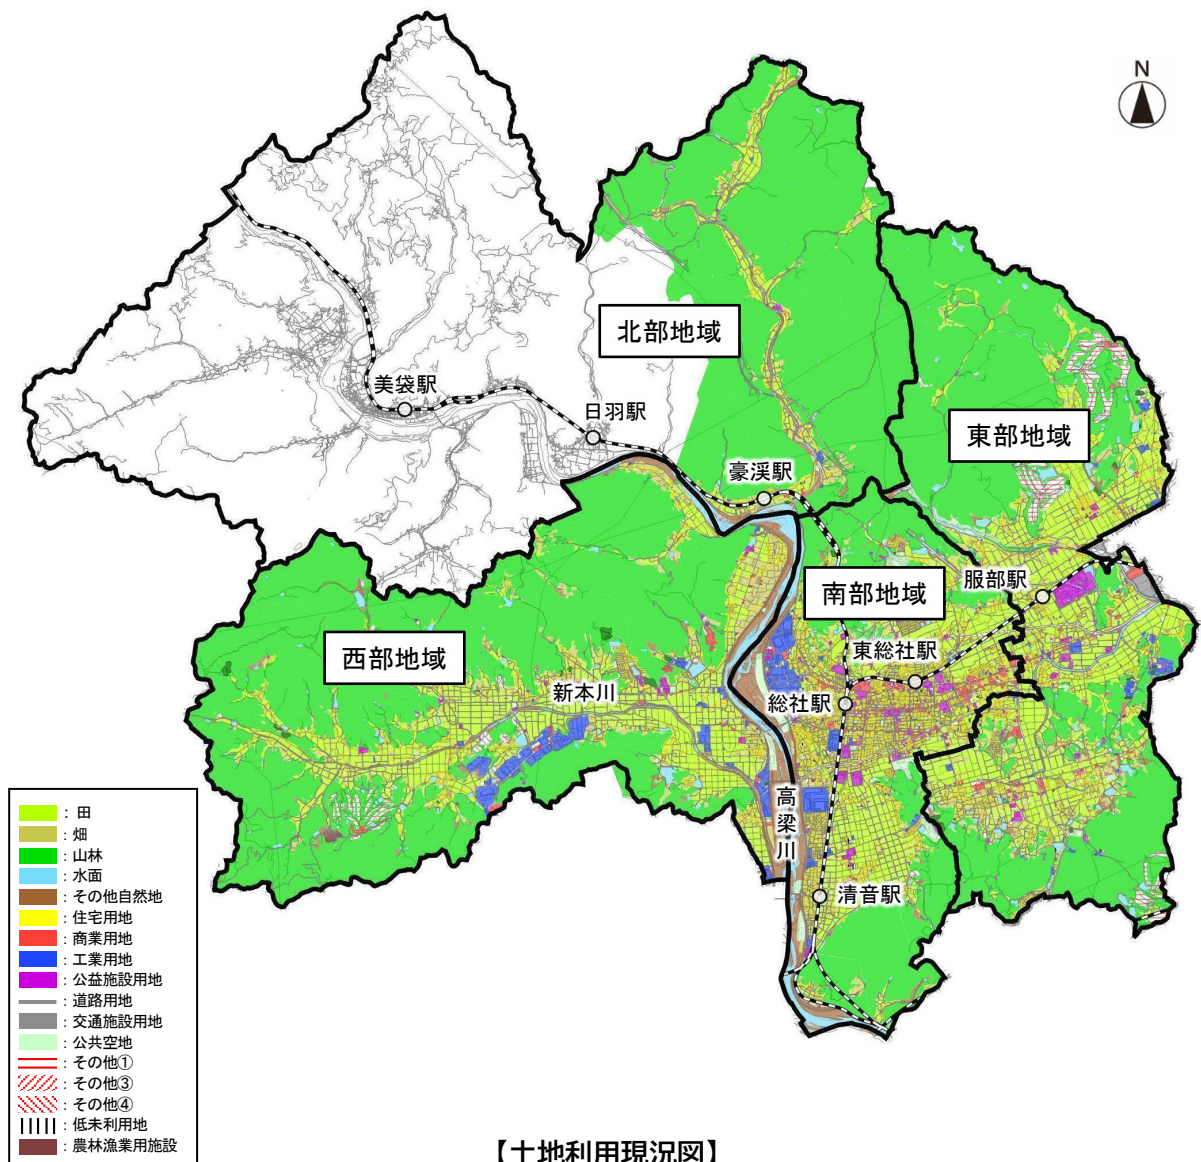 N
北部地域
美袋駅
日羽駅
東部地域
豪渓駅
服部駅
南部地域
西部地域
東総社駅
新本川
総社駅
高梁川
清音駅
：田
：畑
：山林
：水面
：その他自然地
：住宅用地
：商業用地
：工業用地
：公益施設用地
：道路用地
：交通施設用地
：公共空地
：その他①
：その他③
：その他④
：低未利用地
：農林漁業用施設
【土地利用現況図】